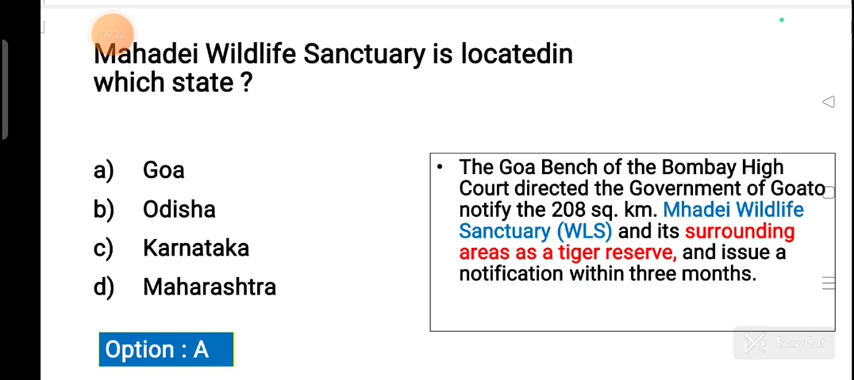 Mahadei Wildlife Sanctuary is locatedin
which state ?
a) Goa
b) Odisha
c) Karnataka
d) Maharashtra
• The Goa Bench of the Bombay High
Court directed the Government of Goato
notify the 208 sq. km. Mhadei Wildlife
Sanctuary (WLS) and its surrounding
areas as a tiger reserve, and issue a
notification within three months.
Option : A